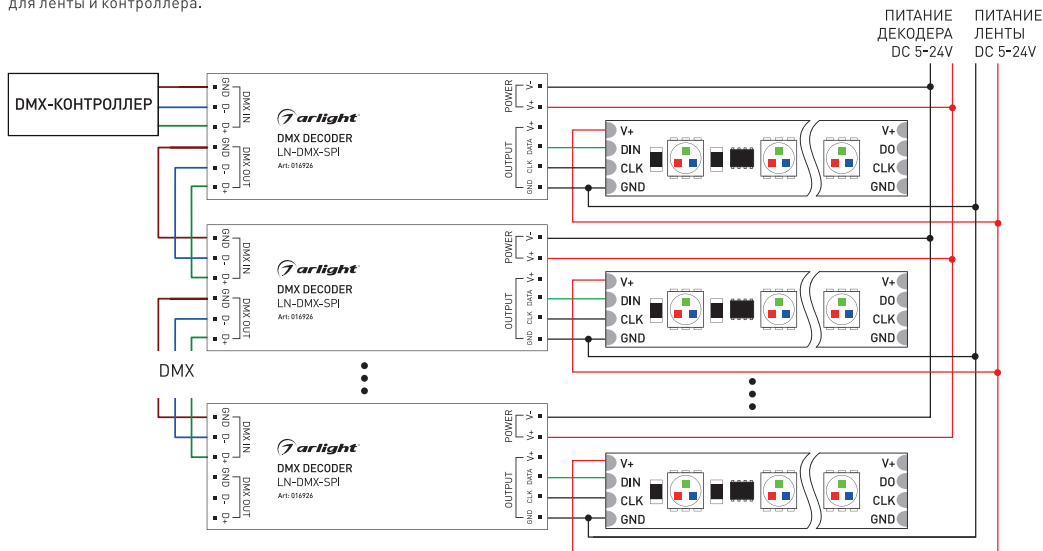 для ленты и контроллера.
ПИТАНИЕ
ДЕКОДЕРА
DC 5-24V
ПИТАНИЕ
ЛЕНТЫ
DC 5-24V
DMX-КОНТРОЛЛЕР
GND
D-
D+
DMX IN
GND
D-
D+
DMX OUT
arlight
DMX DECODER
LN-DMX-SPI
Art: 016926
POWER
V-
V+
OUTPUT
V+
DATA
CLK
GND
V+
DIN
CLK
GND
V+
DO
CLK
GND
GND
D-
D+
DMX IN
GND
D-
D+
DMX OUT
arlight
DMX DECODER
LN-DMX-SPI
Art: 016926
POWER
V-
V+
OUTPUT
V+
DATA
CLK
GND
V+
DIN
CLK
GND
V+
DO
CLK
GND
DMX
GND
D-
D+
DMX IN
GND
D-
D+
DMX OUT
arlight
DMX DECODER
LN-DMX-SPI
Art: 016926
POWER
V-
V+
OUTPUT
V+
DATA
CLK
GND
V+
DIN
CLK
GND
V+
DO
CLK
GND